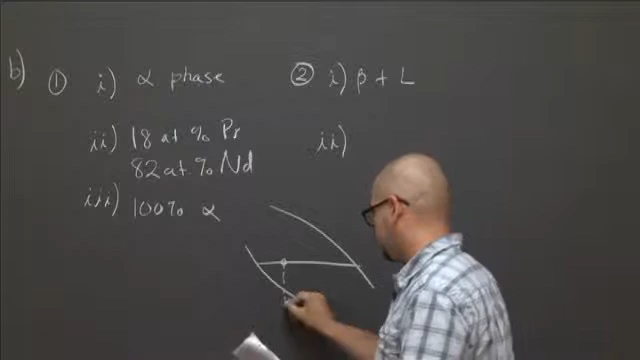 b) ① i) α phase
ii) 18 at % Pr
82 at % Nd
iii) 100% α
② i) β + L
ii)